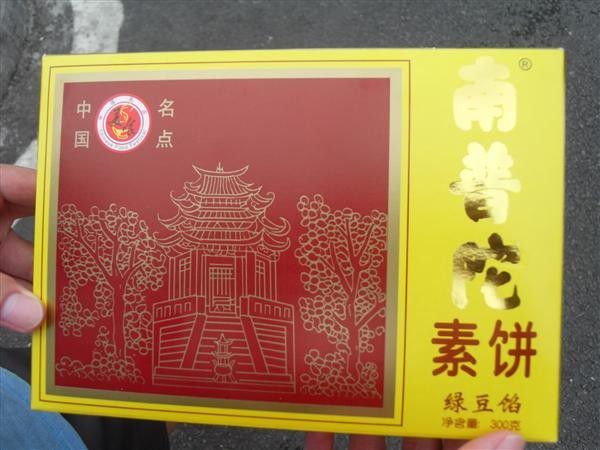 中国
名点
南普陀®
素饼
绿豆馅
净含量:300克